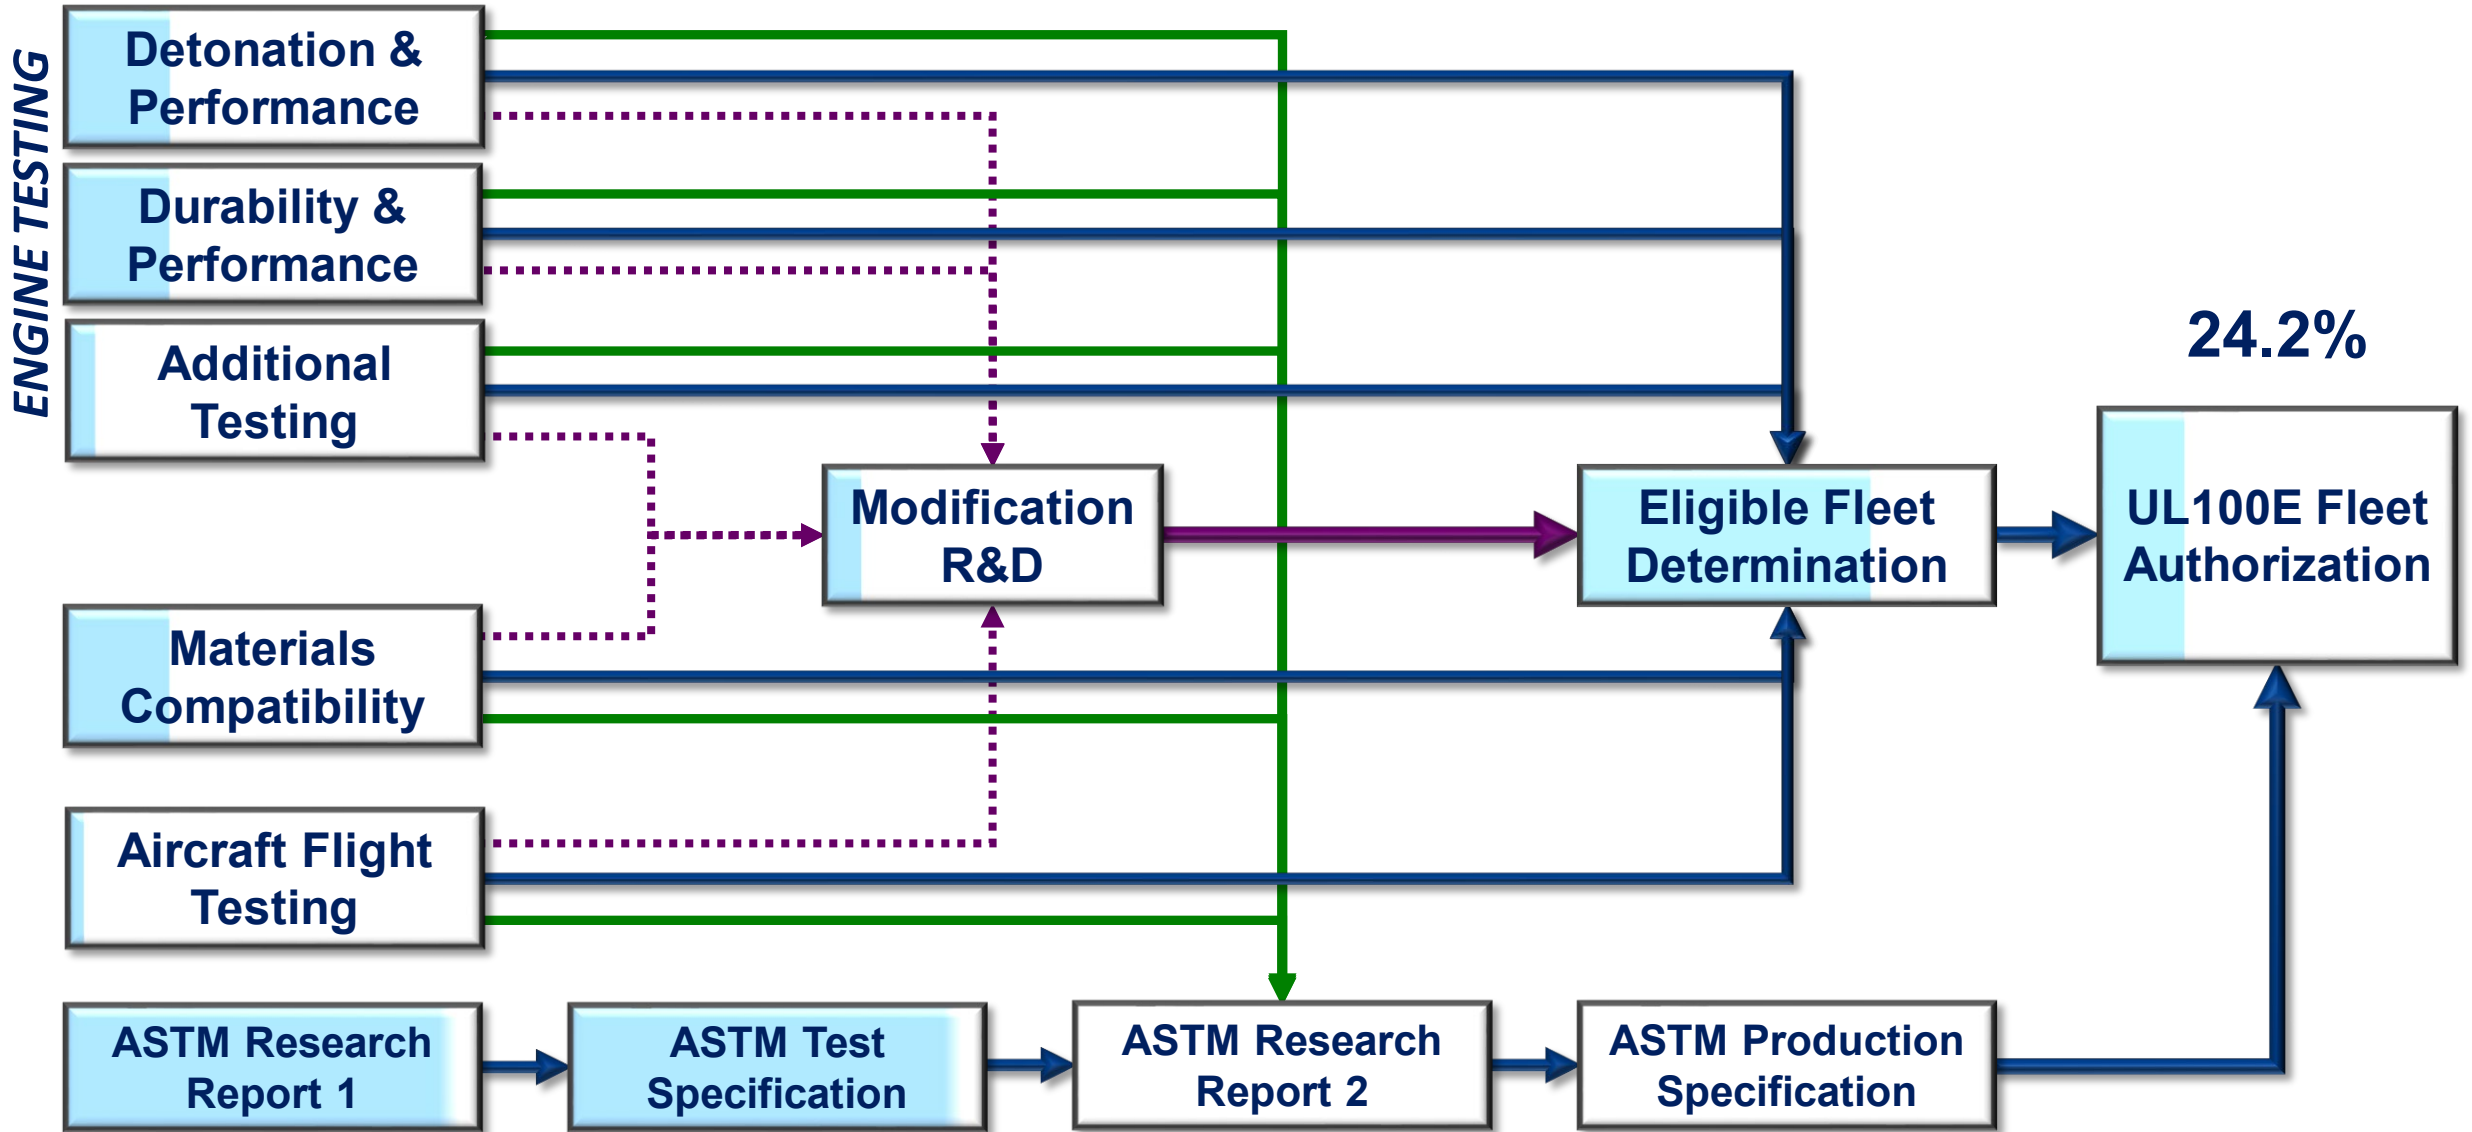 ENGINE TESTING
Detonation &
Performance
Durability &
Performance
Additional
Testing
24.2%
Modification
R&D
Eligible Fleet
Determination
UL100E Fleet
Authorization
Materials
Compatibility
Aircraft Flight
Testing
ASTM Research
Report 1
ASTM Test
Specification
ASTM Research
Report 2
ASTM Production
Specification